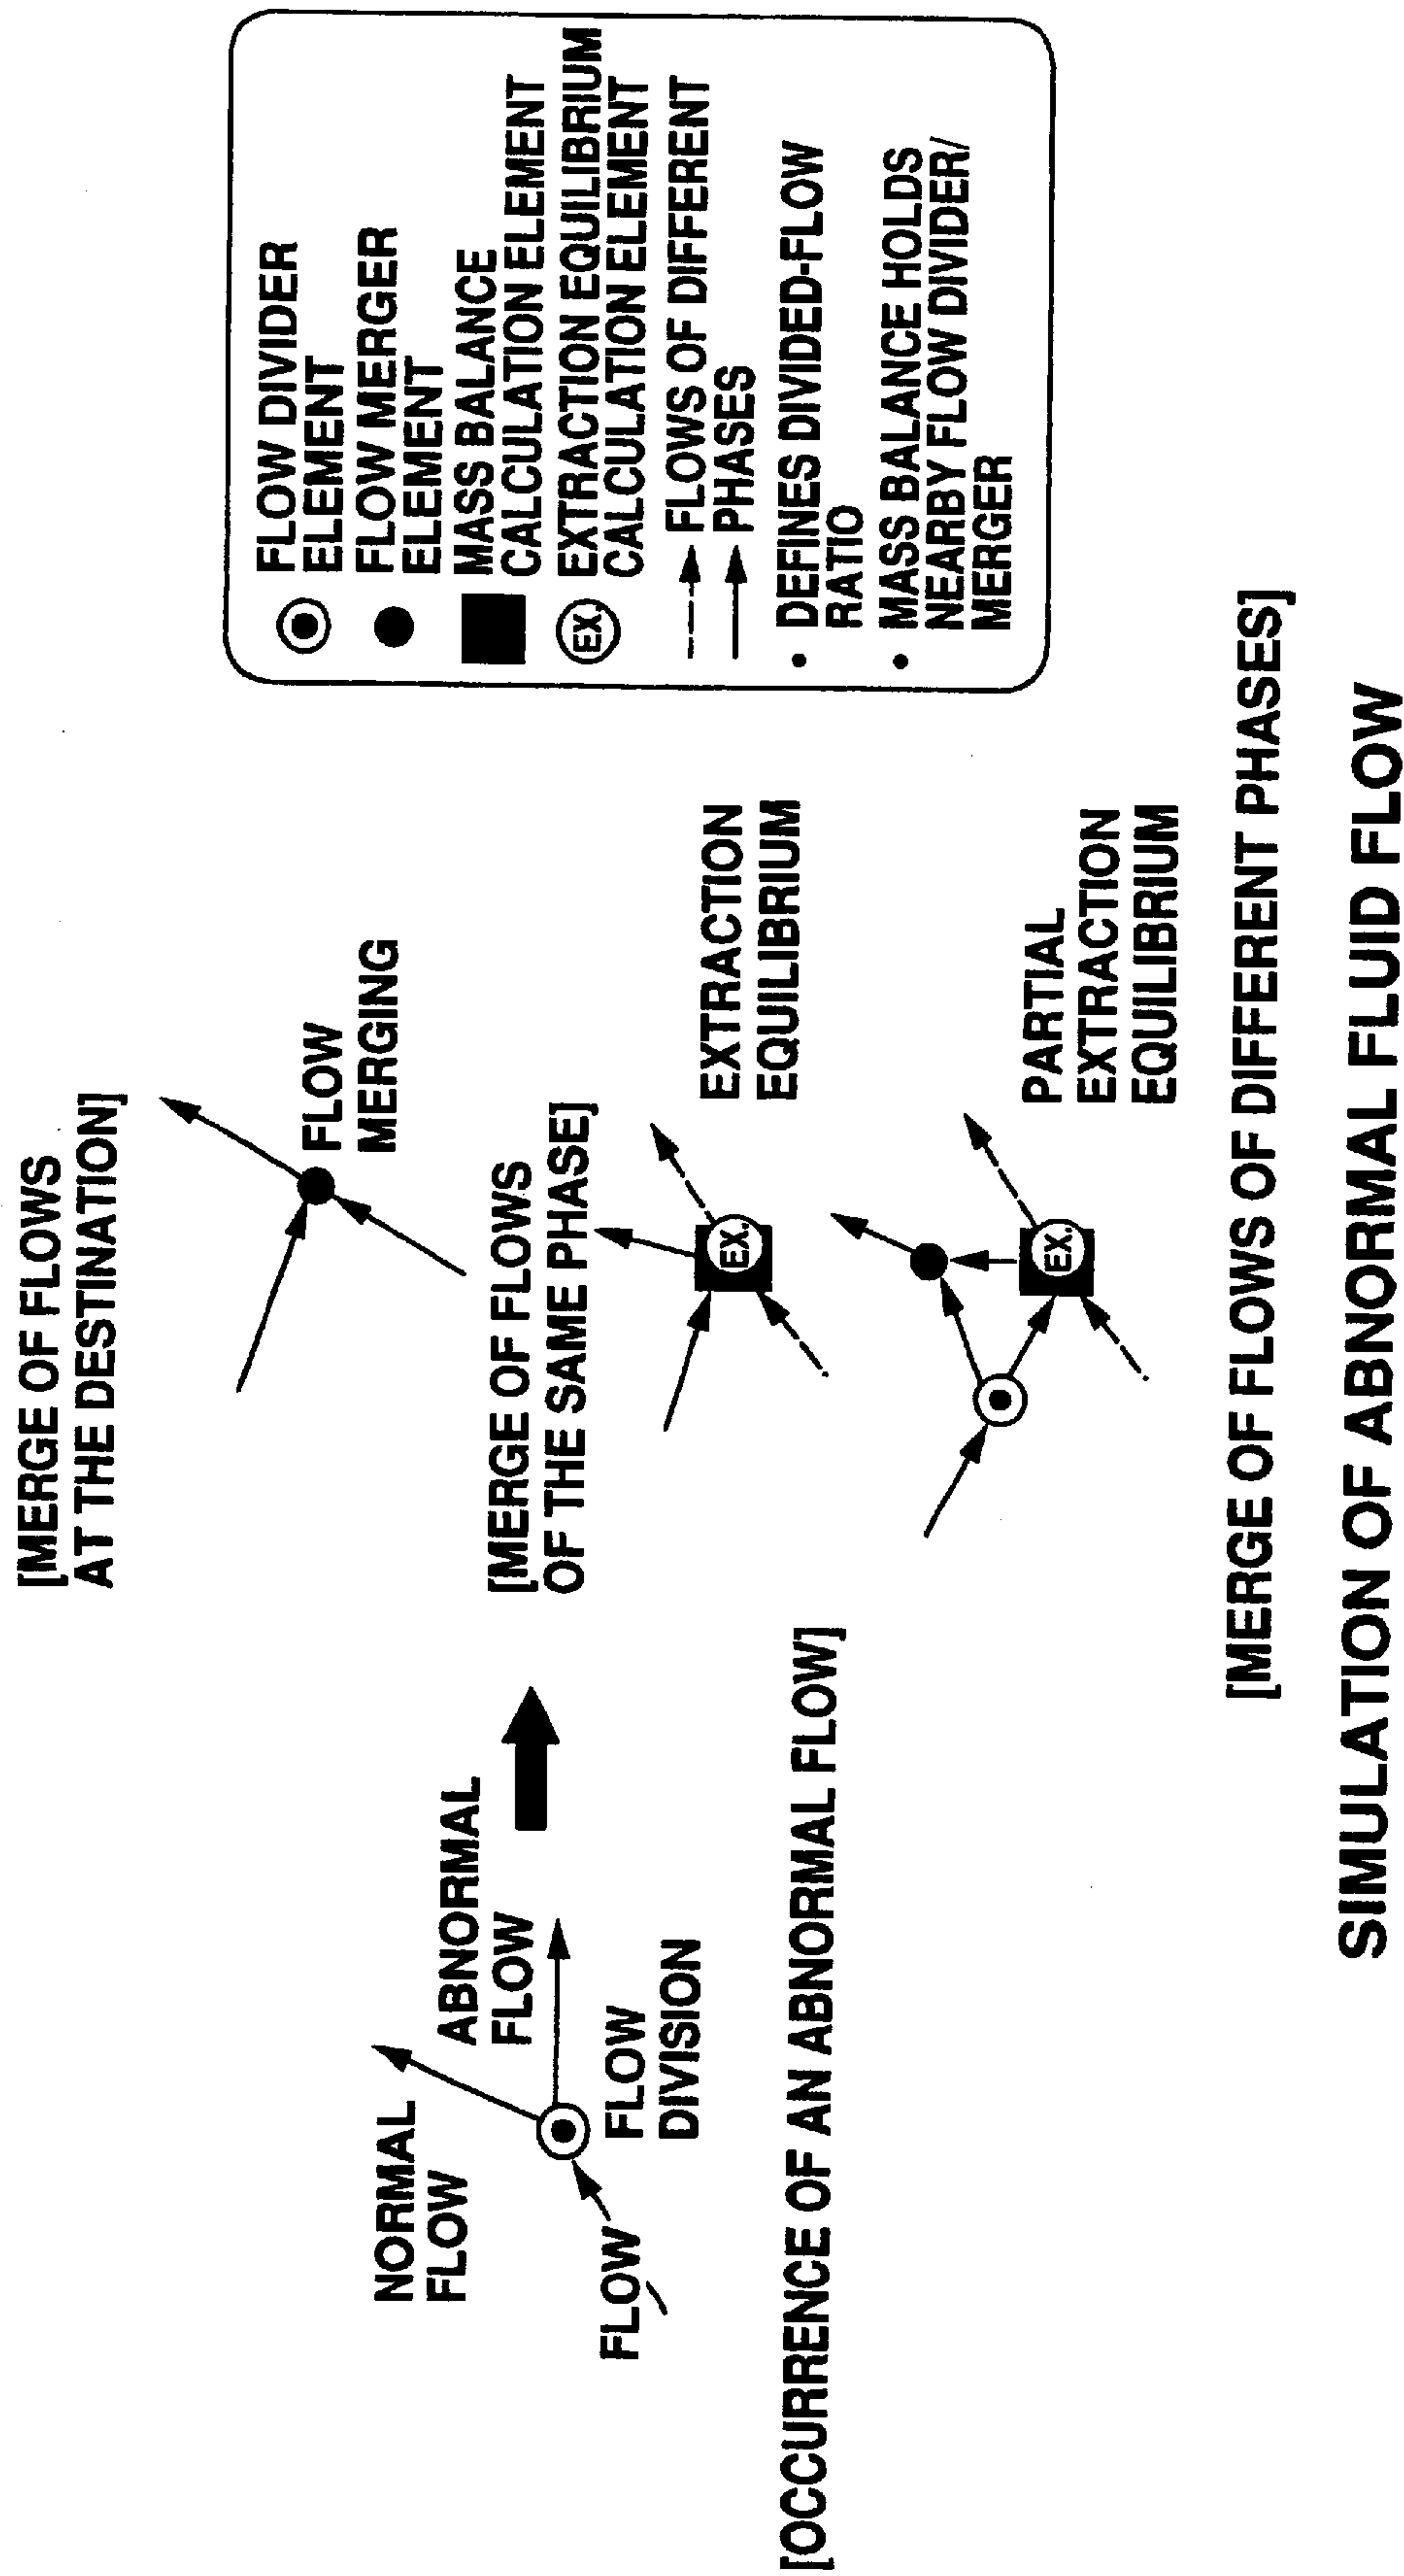 [MERGE OF FLOWS
AT THE DESTINATION]
NORMAL
FLOW
ABNORMAL
FLOW
FLOW
FLOW
DIVISION
[OCCURRENCE OF AN ABNORMAL FLOW]
FLOW
MERGING
[MERGE OF FLOWS
OF THE SAME PHASE]
EX.
EXTRACTION
EQUILIBRIUM
EX.
PARTIAL
EXTRACTION
EQUILIBRIUM
[MERGE OF FLOWS OF DIFFERENT PHASES]
FLOW DIVIDER
ELEMENT
FLOW MERGER
ELEMENT
MASS BALANCE
CALCULATION ELEMENT
EX. EXTRACTION EQUILIBRIUM
CALCULATION ELEMENT
FLOWS OF DIFFERENT
PHASES
• DEFINES DIVIDED-FLOW
RATIO
• MASS BALANCE HOLDS
NEARBY FLOW DIVIDER/
MERGER
SIMULATION OF ABNORMAL FLUID FLOW